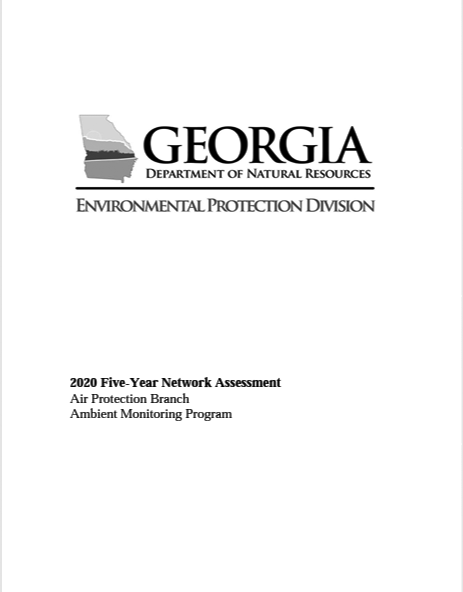 GEORGIA
DEPARTMENT OF NATURAL RESOURCES
ENVIRONMENTAL PROTECTION DIVISION
2020 Five-Year Network Assessment
Air Protection Branch
Ambient Monitoring Program